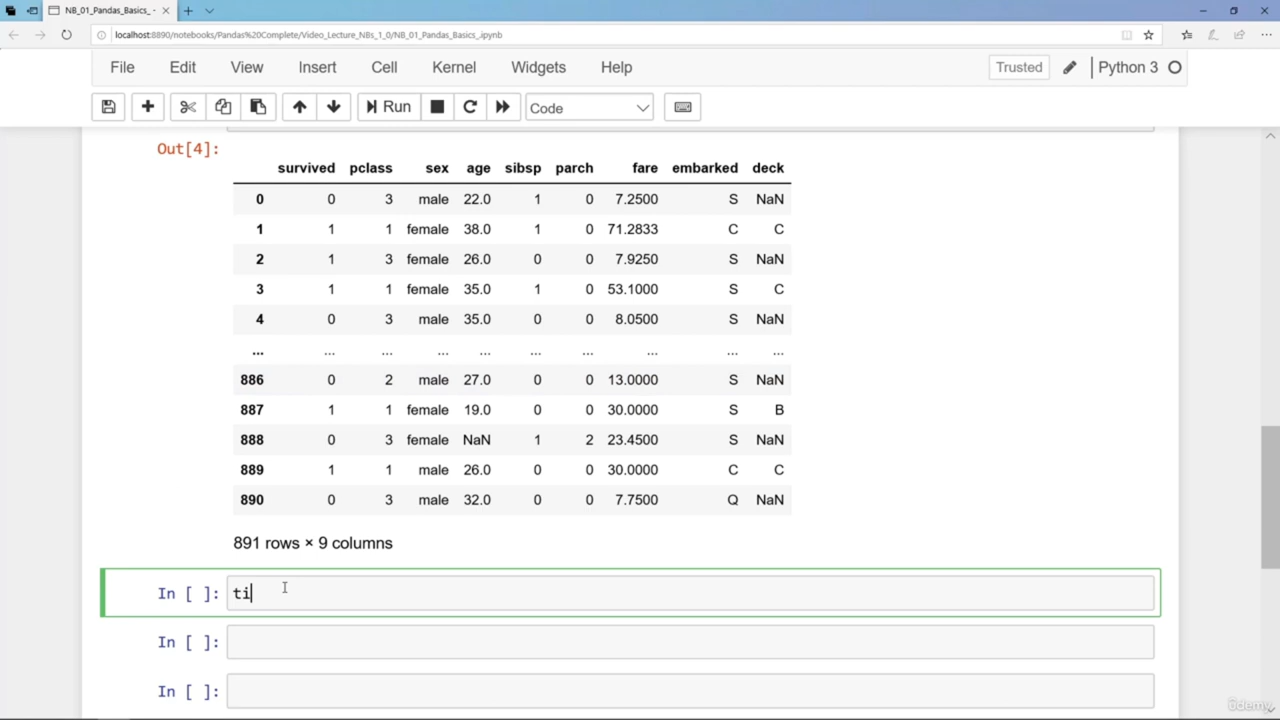 NB_01_Pandas_Basics_ -
localhost:8890/notebooks/Pandas%20Complete/Video_Lecture_NBs_1_0/NB_01_Pandas_Basics_.ipynb
File Edit View Insert Cell Kernel Widgets Help Trusted Python 3
Run Code
Out[4]:
survived pclass sex age sibsp parch fare embarked deck
0 0 3 male 22.0 1 0 7.2500 S NaN
1 1 1 female 38.0 1 0 71.2833 C C
2 1 3 female 26.0 0 0 7.9250 S NaN
3 1 1 female 35.0 1 0 53.1000 S C
4 0 3 male 35.0 0 0 8.0500 S NaN
... ... ... ... ... ... ... ... ... ...
886 0 2 male 27.0 0 0 13.0000 S NaN
887 1 1 female 19.0 0 0 30.0000 S B
888 0 3 female NaN 1 2 23.4500 S NaN
889 1 1 male 26.0 0 0 30.0000 C C
890 0 3 male 32.0 0 0 7.7500 Q NaN
891 rows × 9 columns
In [ ]: ti
In [ ]:
In [ ]:
Udemy